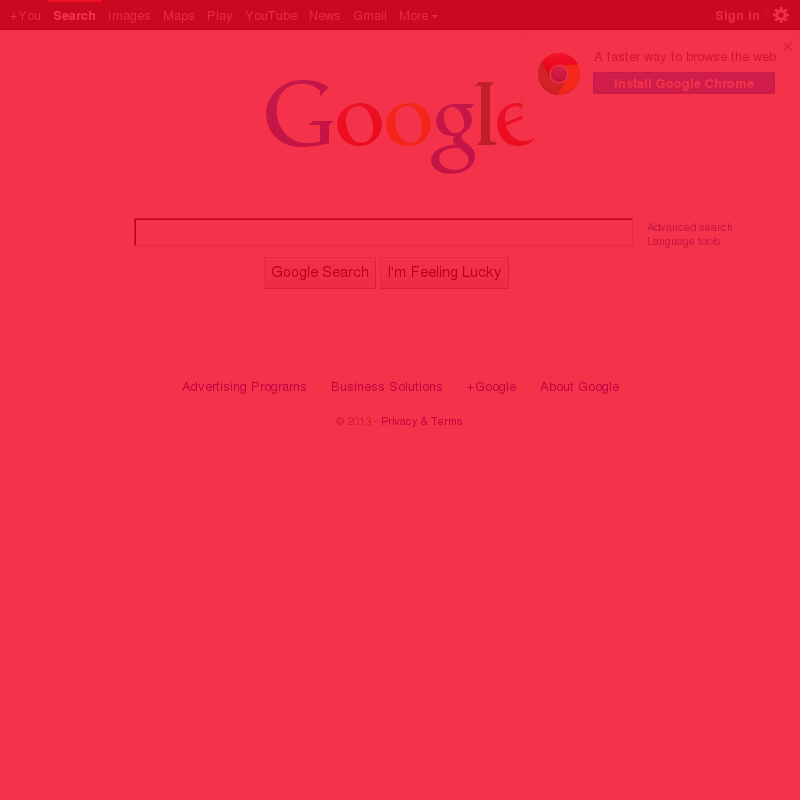 +You Search Images Maps Play YouTube News Gmail More
Sign in
A faster way to browse the web
Install Google Chrome
Google
Advanced search
Language tools
Google Search I'm Feeling Lucky
Advertising Programs Business Solutions +Google About Google
© 2013 - Privacy & Terms